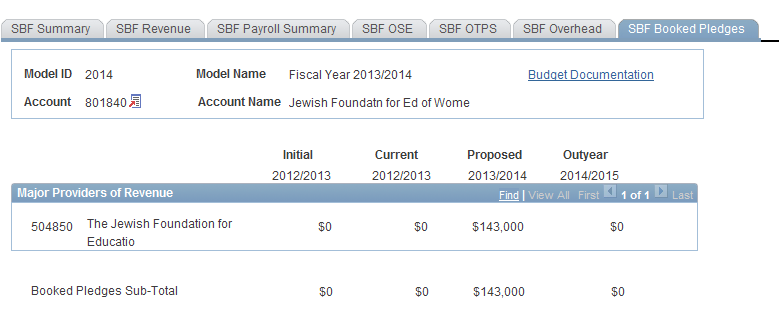 SBF Summary SBF Revenue SBF Payroll Summary SBF OSE SBF OTPS SBF Overhead SBF Booked Pledges
Model ID 2014 Model Name Fiscal Year 2013/2014 Budget Documentation
Account 801840 Account Name Jewish Foundatn for Ed of Wome
Initial Current Proposed Outyear
2012/2013 2012/2013 2013/2014 2014/2015
Major Providers of Revenue Find | View All First 1 of 1 Last
504850 The Jewish Foundation for $0 $0 $143,000 $0
Educatio
Booked Pledges Sub-Total $0 $0 $143,000 $0